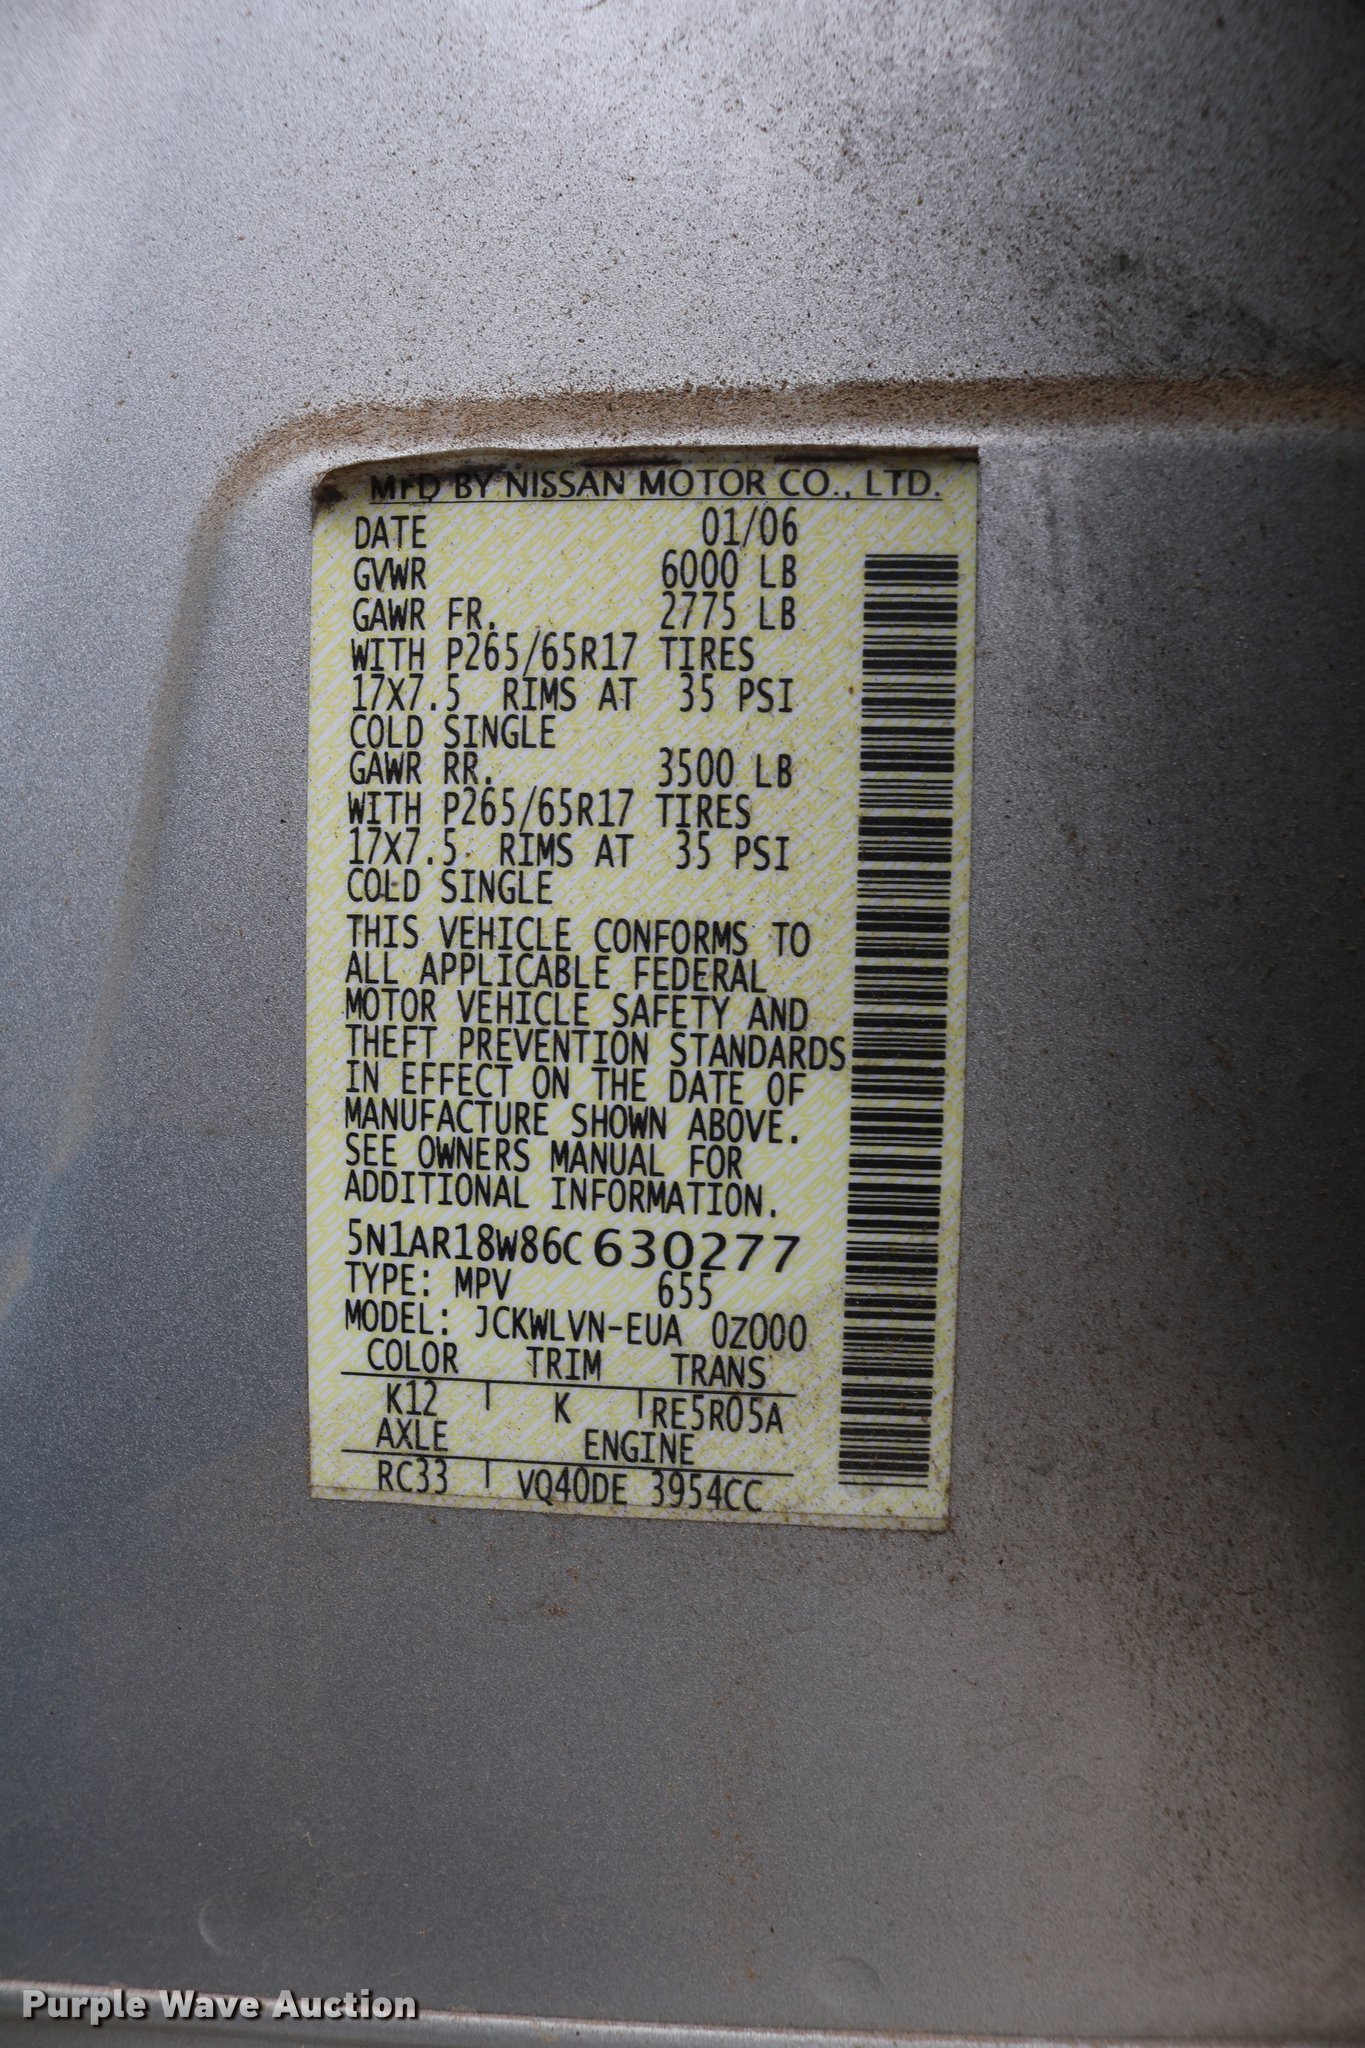 MFD BY NISSAN MOTOR CO., LTD.
DATE 01/06
GVWR 6000 LB
GAWR FR. 2775 LB
WITH P265/65R17 TIRES
17X7.5 RIMS AT 35 PSI
COLD SINGLE
GAWR RR. 3500 LB
WITH P265/65R17 TIRES
17X7.5 RIMS AT 35 PSI
COLD SINGLE
THIS VEHICLE CONFORMS TO
ALL APPLICABLE FEDERAL
MOTOR VEHICLE SAFETY AND
THEFT PREVENTION STANDARDS
IN EFFECT ON THE DATE OF
MANUFACTURE SHOWN ABOVE.
SEE OWNERS MANUAL FOR
ADDITIONAL INFORMATION.
5N1AR18W86C630277
TYPE: MPV 655
MODEL: JCKWLVN-EUA 0Z000
COLOR TRIM TRANS
K12 K RE5R05A
AXLE ENGINE
RC33 VQ40DE 3954CC
Purple Wave Auction